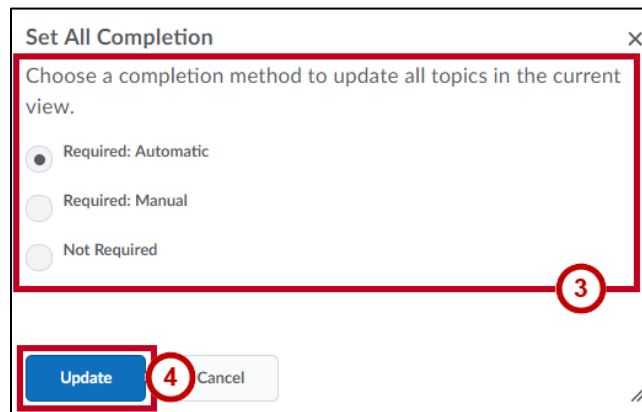 Set All Completion
Choose a completion method to update all topics in the current
view.
Required: Automatic
Required: Manual
Not Required
3
Update
4
Cancel